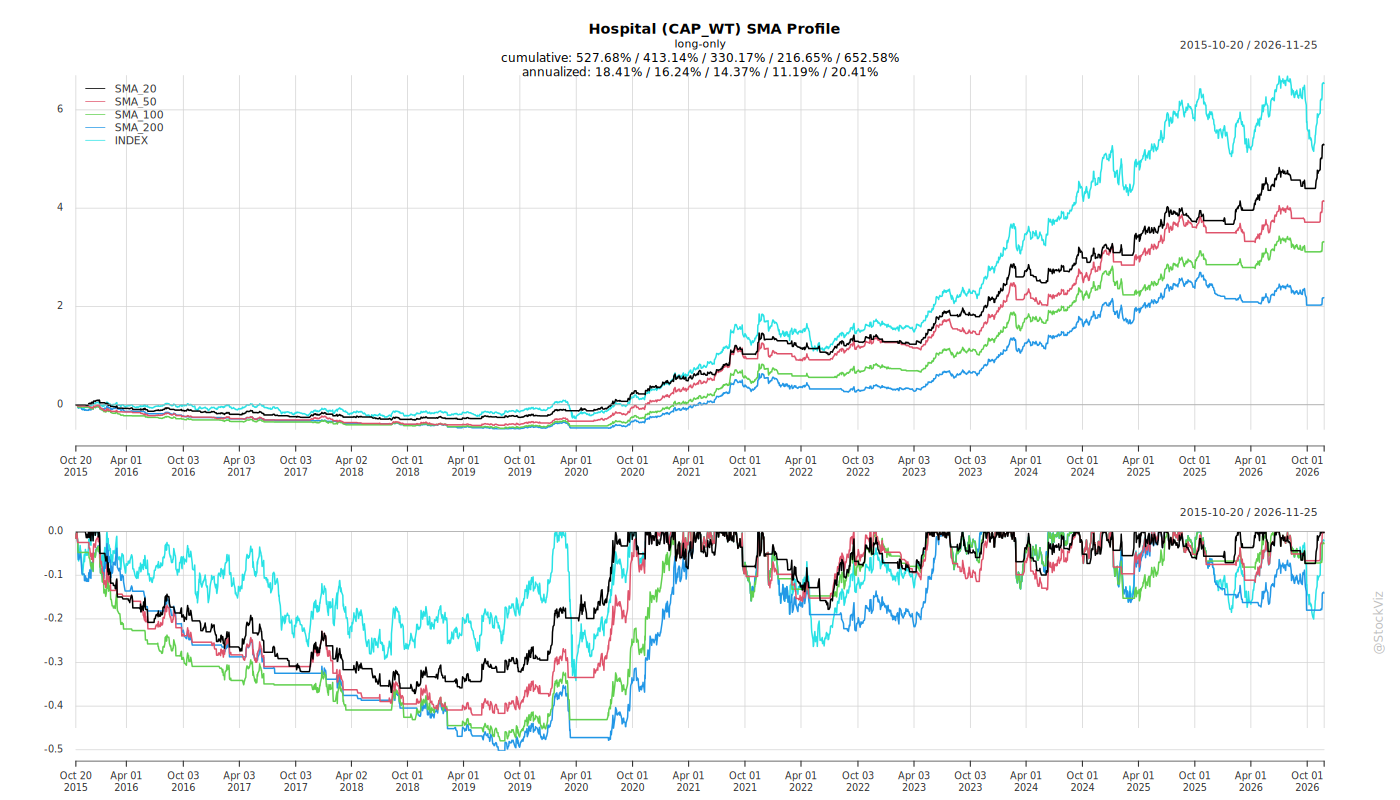 Hospital (CAP_WT) SMA Profile
long-only
2015-10-20 / 2026-11-25
cumulative: 527.68% / 413.14% / 330.17% / 216.65% / 652.58%
annualized: 18.41% / 16.24% / 14.37% / 11.19% / 20.41%
SMA_20
SMA_50
SMA_100
SMA_200
INDEX
6
4
2
0
Oct 20 Apr 01 Oct 03 Apr 03 Oct 03 Apr 02 Oct 01 Apr 01 Oct 01 Apr 01 Oct 01 Apr 01 Oct 01 Apr 01 Oct 03 Apr 03 Oct 03 Apr 01 Oct 01 Apr 01 Oct 01 Apr 01 Oct 01
2015 2016 2016 2017 2017 2018 2018 2019 2019 2020 2020 2021 2021 2022 2022 2023 2023 2024 2024 2025 2025 2026 2026
2015-10-20 / 2026-11-25
0.0
-0.1
-0.2
-0.3
-0.4
-0.5
Oct 20 Apr 01 Oct 03 Apr 03 Oct 03 Apr 02 Oct 01 Apr 01 Oct 01 Apr 01 Oct 01 Apr 01 Oct 01 Apr 01 Oct 03 Apr 03 Oct 03 Apr 01 Oct 01 Apr 01 Oct 01 Apr 01 Oct 01
2015 2016 2016 2017 2017 2018 2018 2019 2019 2020 2020 2021 2021 2022 2022 2023 2023 2024 2024 2025 2025 2026 2026
@StockViz